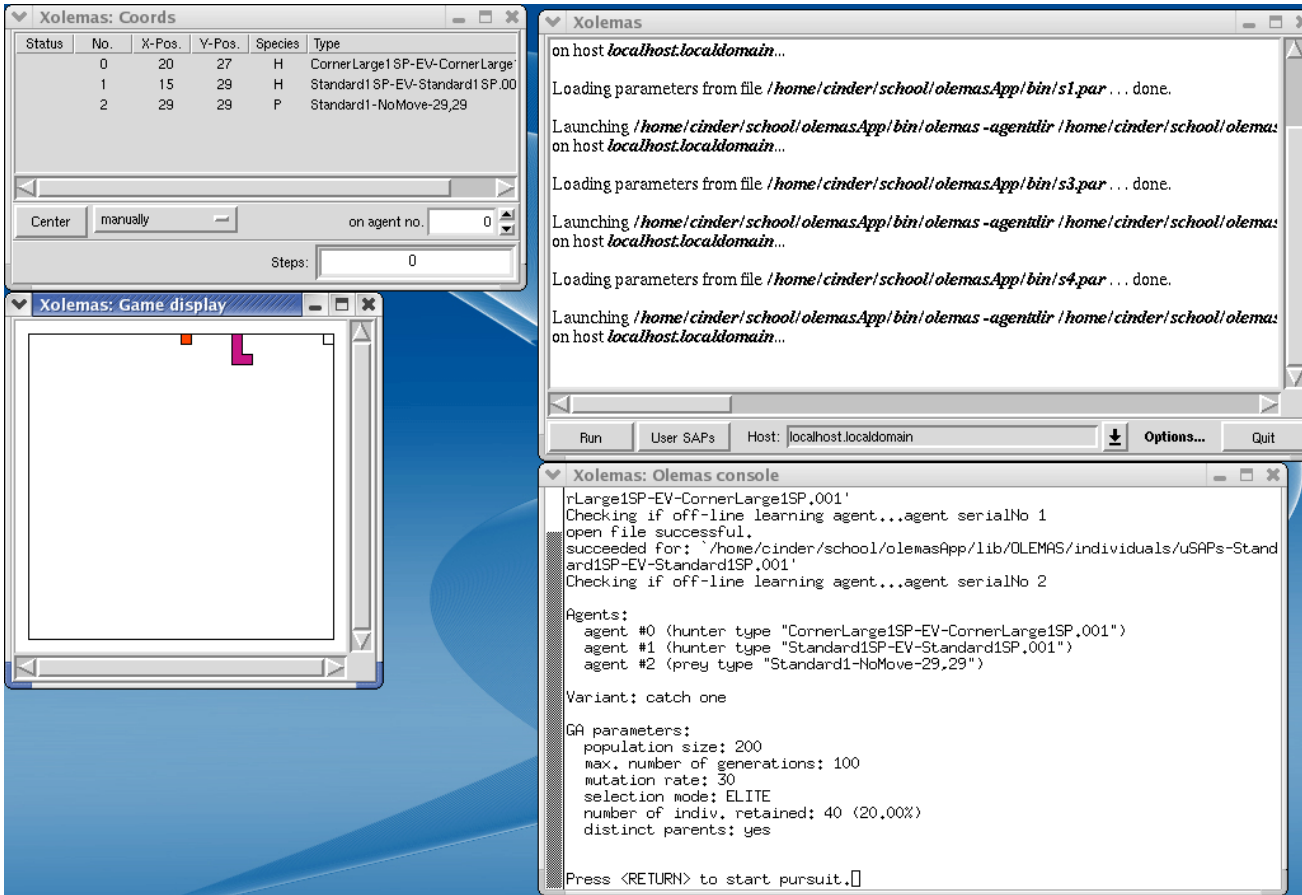 Xolemas: Coords
Status No. X-Pos. Y-Pos. Species Type
0 20 27 H CornerLarge1SP-EV-CornerLarge
1 15 29 H Standard1SP-EV-Standard1SP.00
2 29 29 P Standard1-NoMove-29,29
Center manually on agent no. 0
Steps: 0
Xolemas: Game display
Xolemas
on host localhost.localdomain...
Loading parameters from file /home/cinder/school/olemasApp/bin/s1.par . . . done.
Launching /home/cinder/school/olemasApp/bin/olemas -agentdir /home/cinder/school/olemas
on host localhost.localdomain...
Loading parameters from file /home/cinder/school/olemasApp/bin/s3.par . . . done.
Launching /home/cinder/school/olemasApp/bin/olemas -agentdir /home/cinder/school/olemas
on host localhost.localdomain...
Loading parameters from file /home/cinder/school/olemasApp/bin/s4.par . . . done.
Launching /home/cinder/school/olemasApp/bin/olemas -agentdir /home/cinder/school/olemas
on host localhost.localdomain...
Run User SAPs Host: localhost.localdomain Options... Quit
Xolemas: Olemas console
rLarge1SP-EV-CornerLarge1SP.001'
Checking if off-line learning agent...agent serialNo 1
open file successful.
succeeded for: `/home/cinder/school/olemasApp/lib/OLEMAS/individuals/uSAPs-Stand
ard1SP-EV-Standard1SP.001'
Checking if off-line learning agent...agent serialNo 2
Agents:
agent #0 (hunter type "CornerLarge1SP-EV-CornerLarge1SP.001")
agent #1 (hunter type "Standard1SP-EV-Standard1SP.001")
agent #2 (prey type "Standard1-NoMove-29,29")
Variant: catch one
GA parameters:
population size: 200
max. number of generations: 100
mutation rate: 30
selection mode: ELITE
number of indiv. retained: 40 (20.00%)
distinct parents: yes
Press <RETURN> to start pursuit.